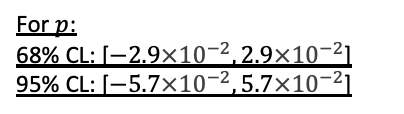 For p:
68% CL: [−2.9×10⁻², 2.9×10⁻²]
95% CL: [−5.7×10⁻², 5.7×10⁻²]